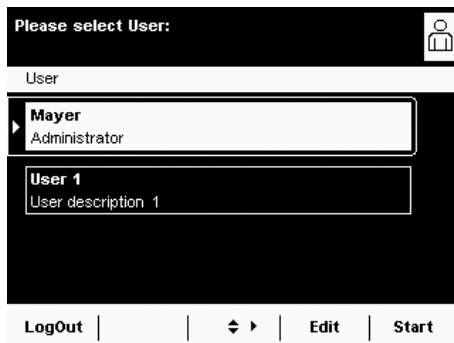 Please select User:
User
Mayer
Administrator
User 1
User description 1
LogOut Edit Start